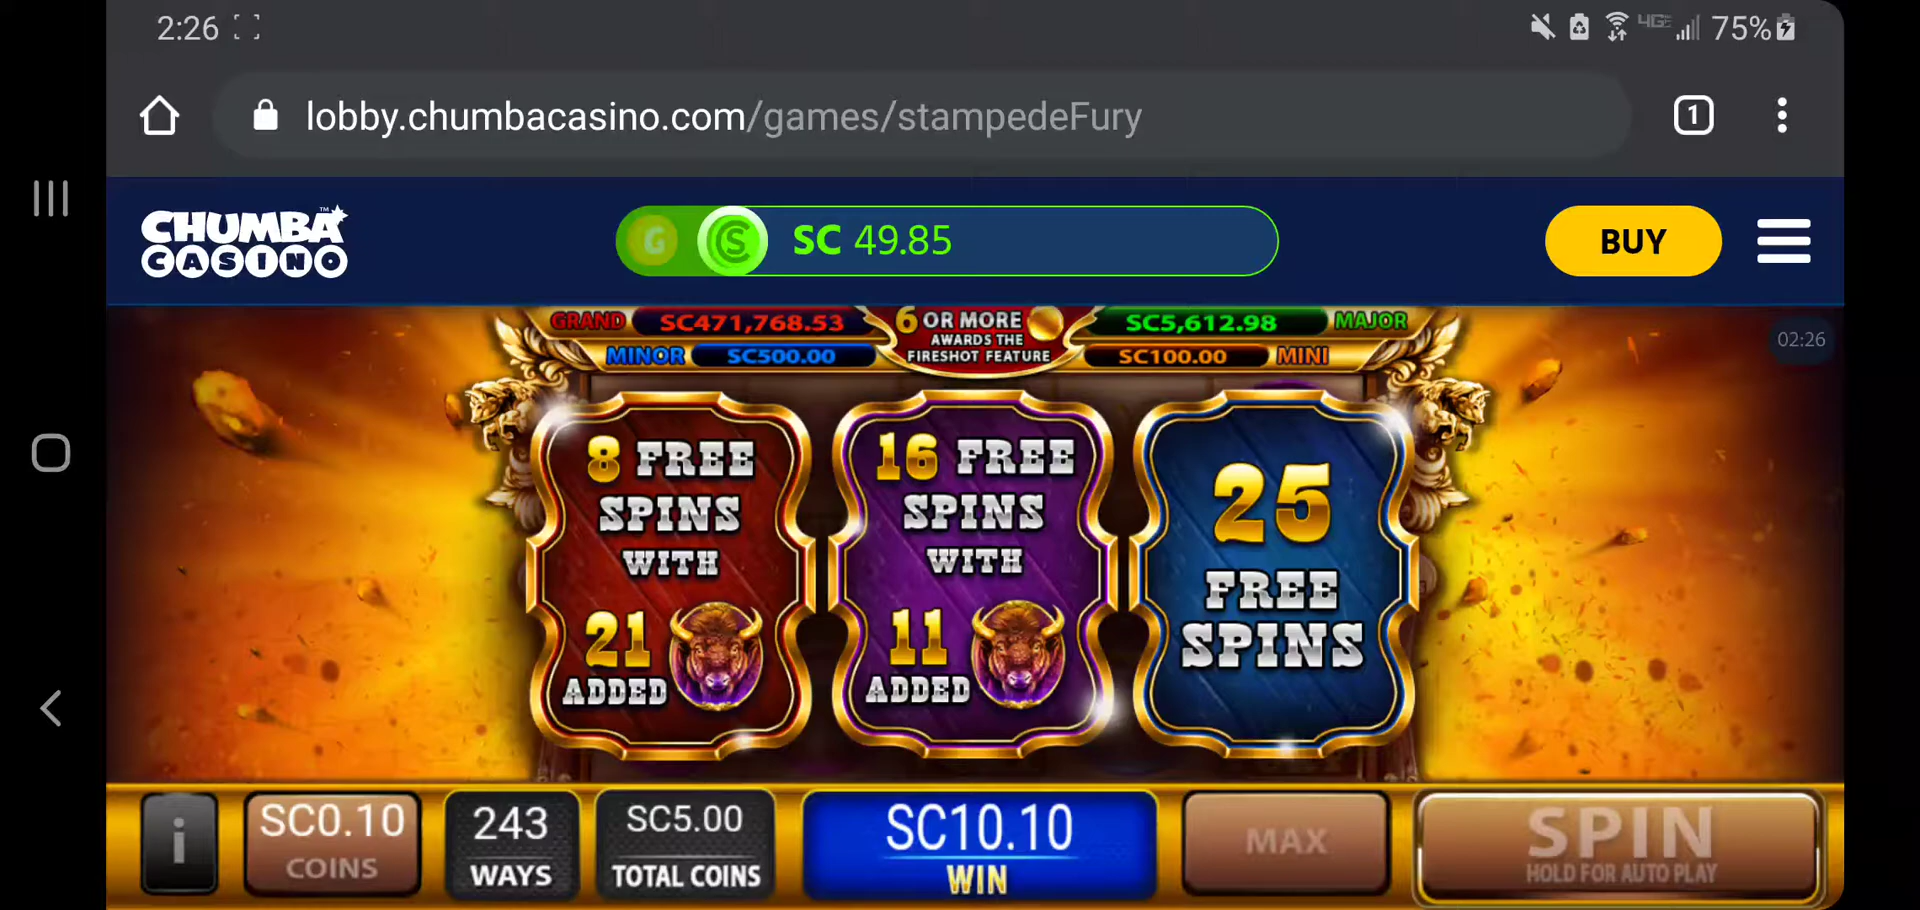 2:26
4GE
75%
lobby.chumbacasino.com/games/stampedeFury
1
CHUMBA™
CASINO
G
S
SC 49.85
BUY
GRAND SC471,768.53
MINOR SC500.00
6 OR MORE
AWARDS THE
FIRESHOT FEATURE
SC5,612.98 MAJOR
SC100.00 MINI
02:26
8 FREE
SPINS
WITH
21
ADDED
16 FREE
SPINS
WITH
11
ADDED
25
FREE
SPINS
i
SC0.10
COINS
243
WAYS
SC5.00
TOTAL COINS
SC10.10
WIN
MAX
SPIN
HOLD FOR AUTO PLAY